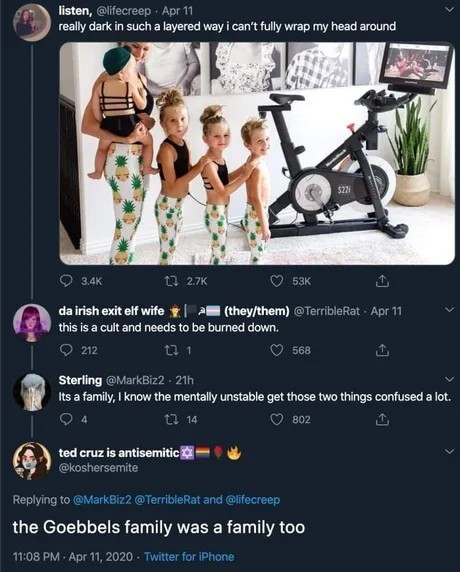 listen, @lifecreep · Apr 11
really dark in such a layered way i can't fully wrap my head around
S22i
3.4K 2.7K 53K
da irish exit elf wife (they/them) @TerribleRat · Apr 11
this is a cult and needs to be burned down.
212 1 568
Sterling @MarkBiz2 · 21h
Its a family, I know the mentally unstable get those two things confused a lot.
4 14 802
ted cruz is antisemitic
@koshersemite
Replying to @MarkBiz2 @TerribleRat and @lifecreep
the Goebbels family was a family too
11:08 PM · Apr 11, 2020 · Twitter for iPhone